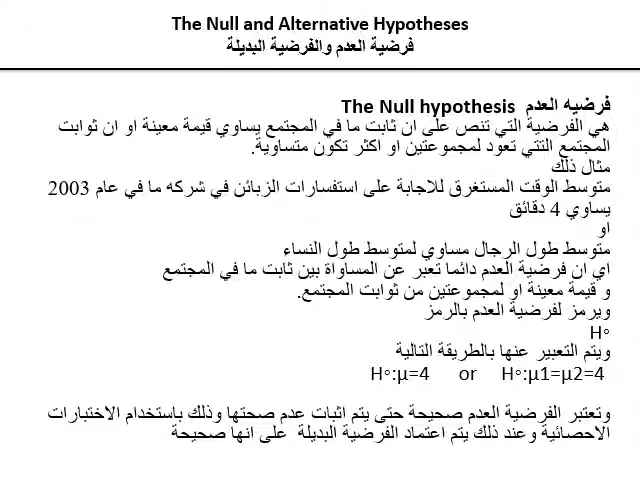 The Null and Alternative Hypotheses
فرضية العدم والفرضية البديلة
فرضيه العدم The Null hypothesis
هي الفرضية التي تنص على ان ثابت ما في المجتمع يساوي قيمة معينة او ان ثوابت
المجتمع التتي تعود لمجموعتين او اكثر تكون متساوية.
مثال ذلك
متوسط الوقت المستغرق للاجابة على استفسارات الزبائن في شركه ما في عام 2003
يساوي 4 دقائق
او
متوسط طول الرجال مساوي لمتوسط طول النساء
اي ان فرضية العدم دائما تعبر عن المساواة بين ثابت ما في المجتمع
و قيمة معينة او لمجموعتين من ثوابت المجتمع.
ويرمز لفرضية العدم بالرمز
H◦
ويتم التعبير عنها بالطريقة التالية
H◦:µ=4 or H◦:µ1=µ2=4
وتعتبر الفرضية العدم صحيحة حتى يتم اثبات عدم صحتها وذلك باستخدام الاختبارات
الاحصائية وعند ذلك يتم اعتماد الفرضية البديلة على انها صحيحة